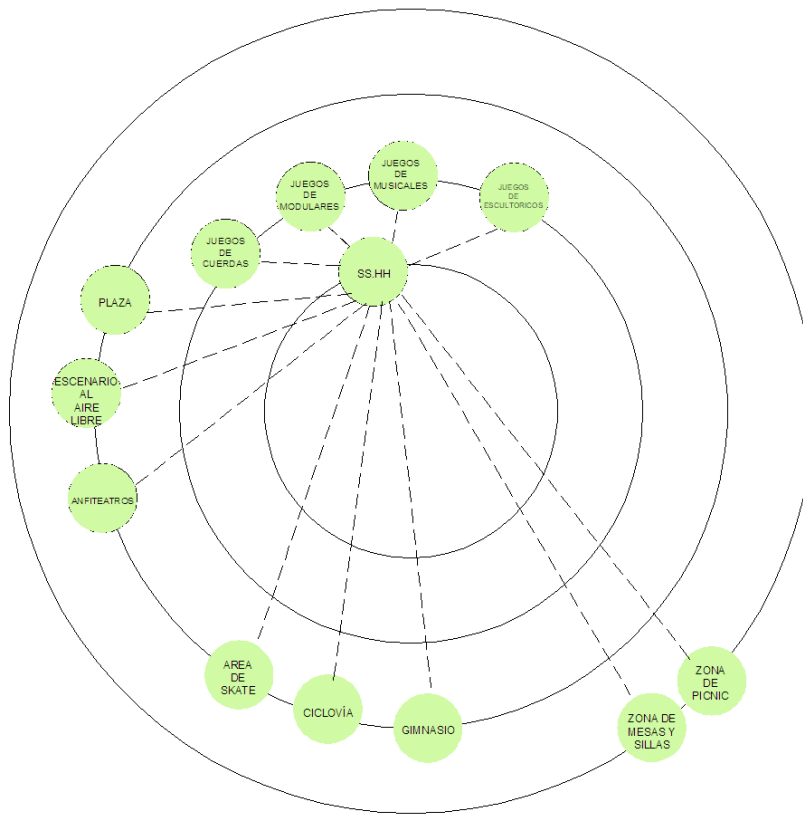 JUEGOS
DE
MUSICALES
JUEGOS
DE
MODULARES
JUEGOS
DE
ESCULTORICOS
JUEGOS
DE
CUERDAS
SS.HH
PLAZA
ESCENARIO
AL
AIRE
LIBRE
ANFITEATROS
AREA
DE
SKATE
CICLOVÍA
GIMNASIO
ZONA
DE
PICNIC
ZONA DE
MESAS Y
SILLAS